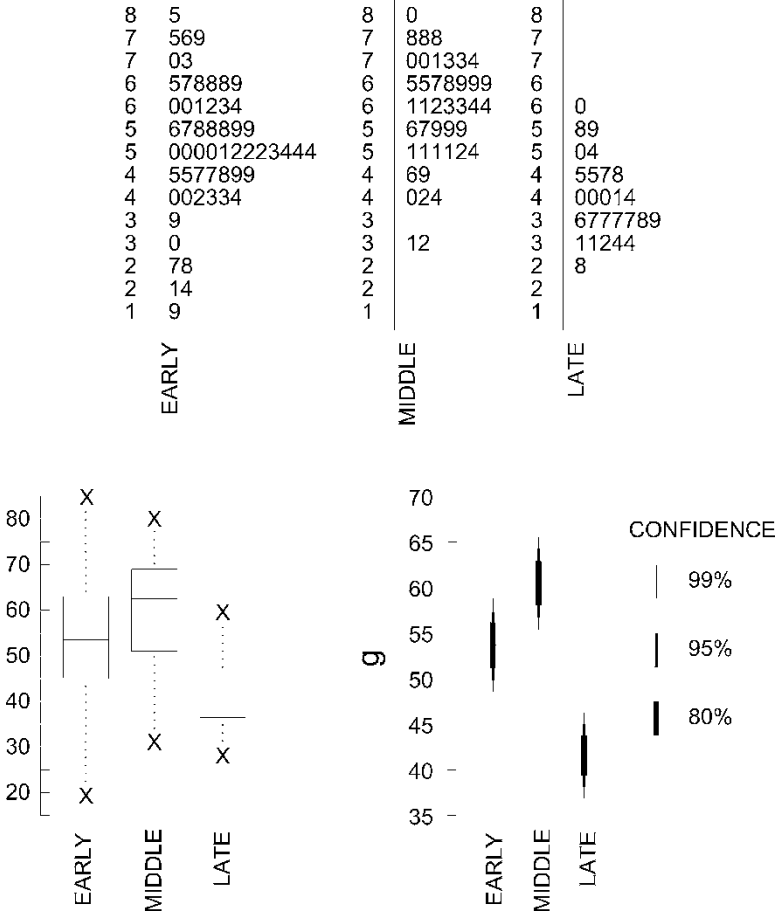 8 5 8 0 8
7 569 7 888 7
7 03 7 001334 7
6 578889 6 5578999 6
6 001234 6 1123344 6 0
5 6788899 5 67999 5 89
5 000012223444 5 111124 5 04
4 5577899 4 69 4 5578
4 002334 4 024 4 00014
3 9 3 3 6777789
3 0 3 12 3 11244
2 78 2 2 8
2 14 2 2
1 9 1 1
EARLY MIDDLE LATE
80
70
60
50
40
30
20
X X X
X X X
EARLY MIDDLE LATE
g
70
65
60
55
50
45
40
35
EARLY MIDDLE LATE
CONFIDENCE
99%
95%
80%